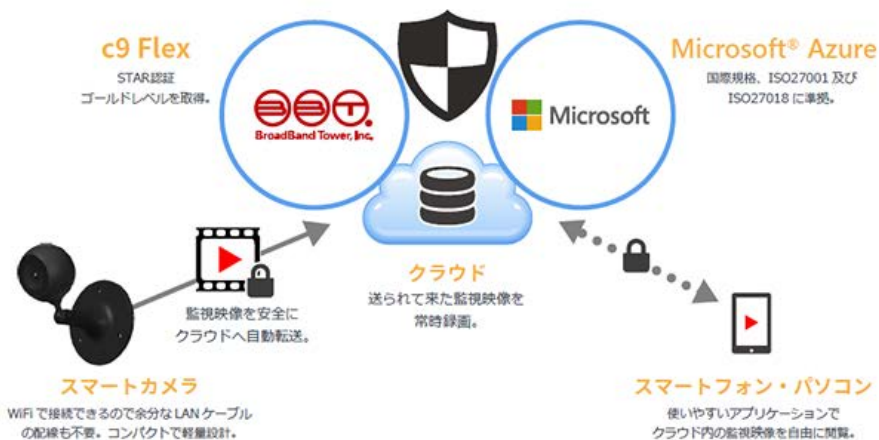 c9 Flex
STAR認証
ゴールドレベルを取得。
BBT.
BroadBand Tower, Inc.
Microsoft
Microsoft® Azure
国際規格、ISO27001 及び
ISO27018 に準拠。
監視映像を安全に
クラウドへ自動転送。
クラウド
送られて来た監視映像を
常時録画。
スマートカメラ
WiFi で接続できるので余分な LAN ケーブル
の配線も不要。コンパクトで軽量設計。
スマートフォン・パソコン
使いやすいアプリケーションで
クラウド内の監視映像を自由に閲覧。